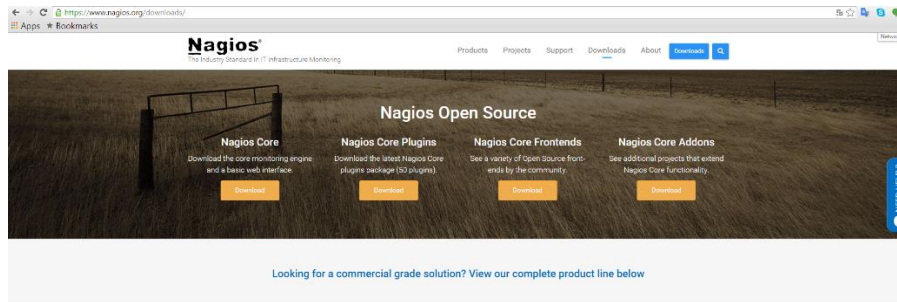 https://www.nagios.org/downloads/
Apps Bookmarks
Nagios®
The Industry Standard in IT Infrastructure Monitoring
Products Projects Support Downloads About Downloads
Nagios Open Source
Nagios Core
Download the core monitoring engine
and a basic web interface.
Download
Nagios Core Plugins
Download the latest Nagios Core
plugins package (50 plugins)
Download
Nagios Core Frontends
See a variety of Open Source front-
ends by the community.
Download
Nagios Core Addons
See additional projects that extend
Nagios Core functionality.
Download
Looking for a commercial grade solution? View our complete product line below